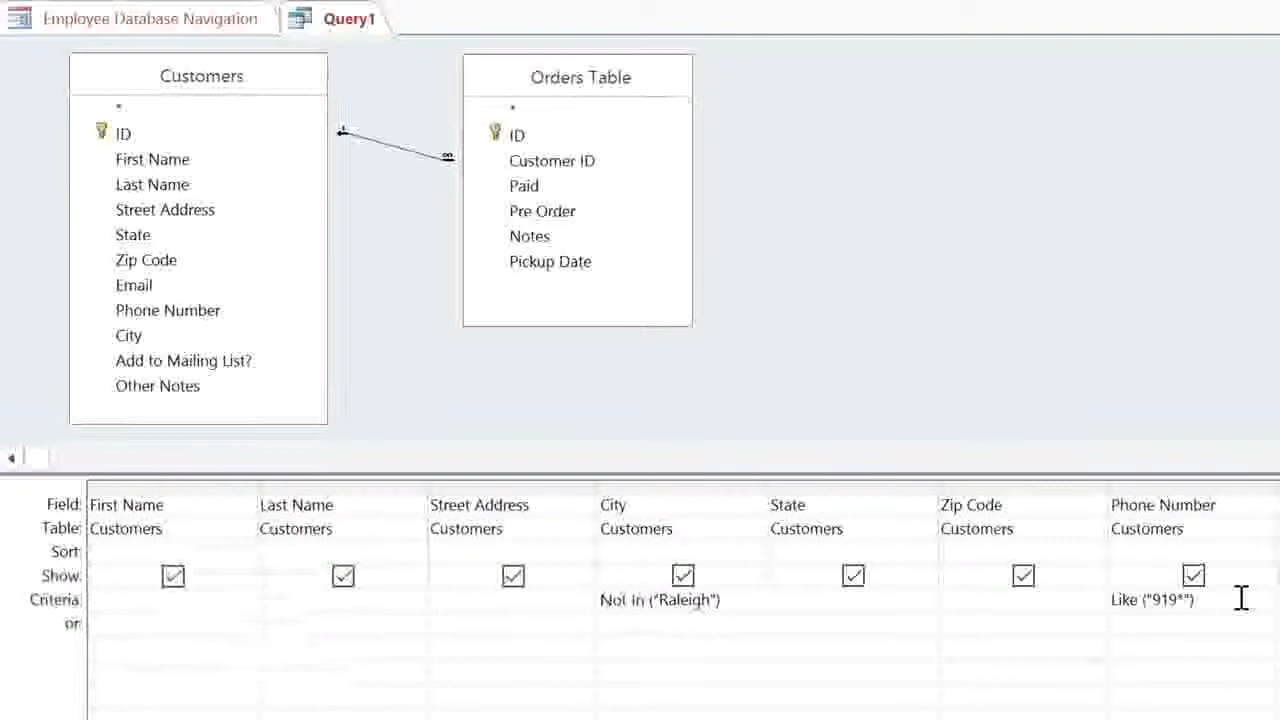 Employee Database Navigation Query1
Customers
*
ID
First Name
Last Name
Street Address
State
Zip Code
Email
Phone Number
City
Add to Mailing List?
Other Notes
1 ∞
Orders Table
*
ID
Customer ID
Paid
Pre Order
Notes
Pickup Date
Field: First Name Last Name Street Address City State Zip Code Phone Number
Table: Customers Customers Customers Customers Customers Customers Customers
Sort:
Show:
Criteria: Not In ("Raleigh") Like ("919*")
or: